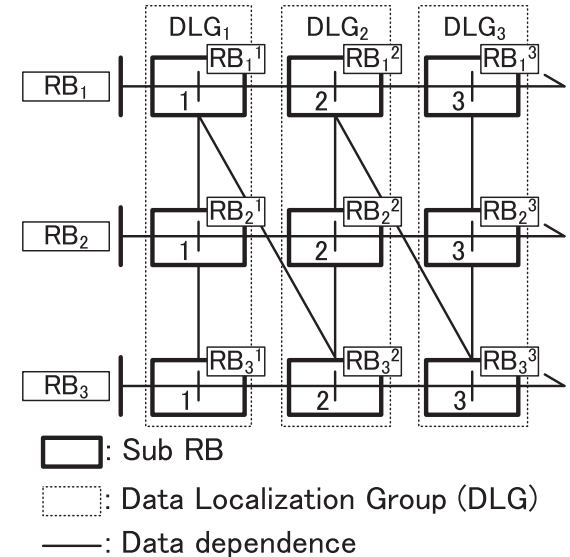 DLG₁ DLG₂ DLG₃
RB₁ RB₁¹ RB₁² RB₁³
1 2 3
RB₂ RB₂¹ RB₂² RB₂³
1 2 3
RB₃ RB₃¹ RB₃² RB₃³
1 2 3
: Sub RB
: Data Localization Group (DLG)
: Data dependence